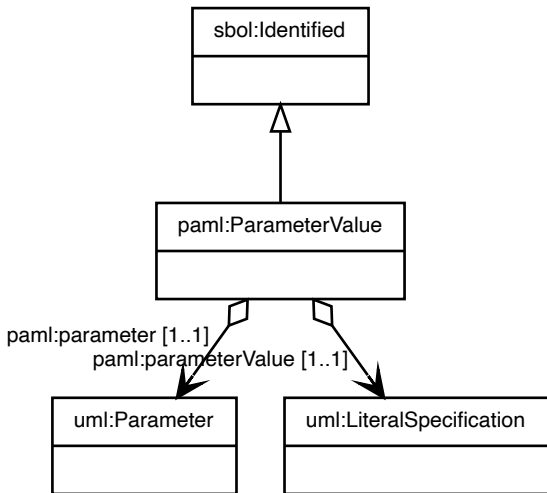 sbol:Identified
paml:ParameterValue
paml:parameter [1..1]
paml:parameterValue [1..1]
uml:Parameter
uml:LiteralSpecification